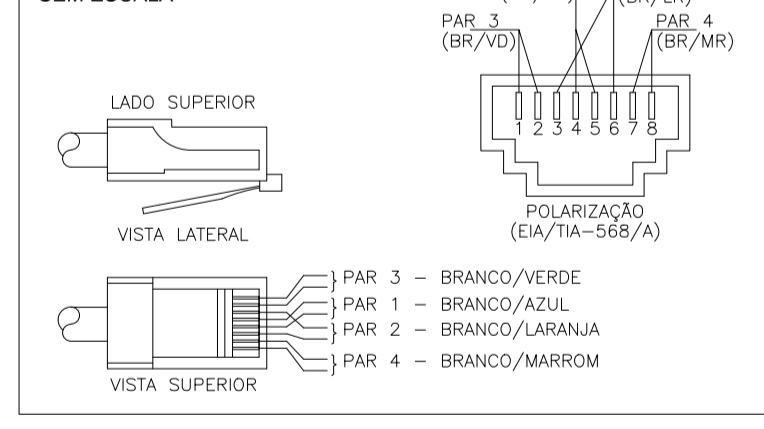 PAR 3
(BR/VD)
PAR 4
(BR/MR)
LADO SUPERIOR
1 2 3 4 5 6 7 8
POLARIZAÇÃO
(EIA/TIA-568/A)
VISTA LATERAL
PAR 3 - BRANCO/VERDE
PAR 1 - BRANCO/AZUL
PAR 2 - BRANCO/LARANJA
PAR 4 - BRANCO/MARROM
VISTA SUPERIOR